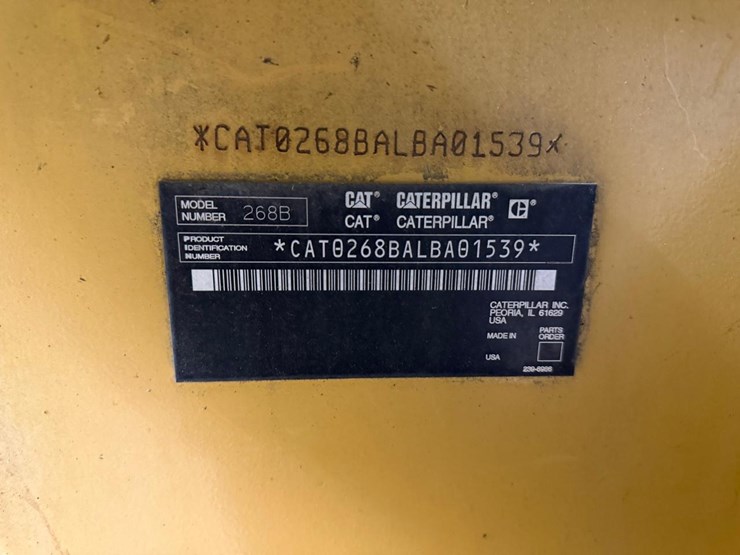 *CAT0268BALBA01539*
MODEL NUMBER 268B
CAT® CATERPILLAR®
CAT® CATERPILLAR®
PRODUCT IDENTIFICATION NUMBER *CAT0268BALBA01539*
CATERPILLAR INC.
PEORIA, IL 61629
USA
MADE IN
USA
PARTS ORDER